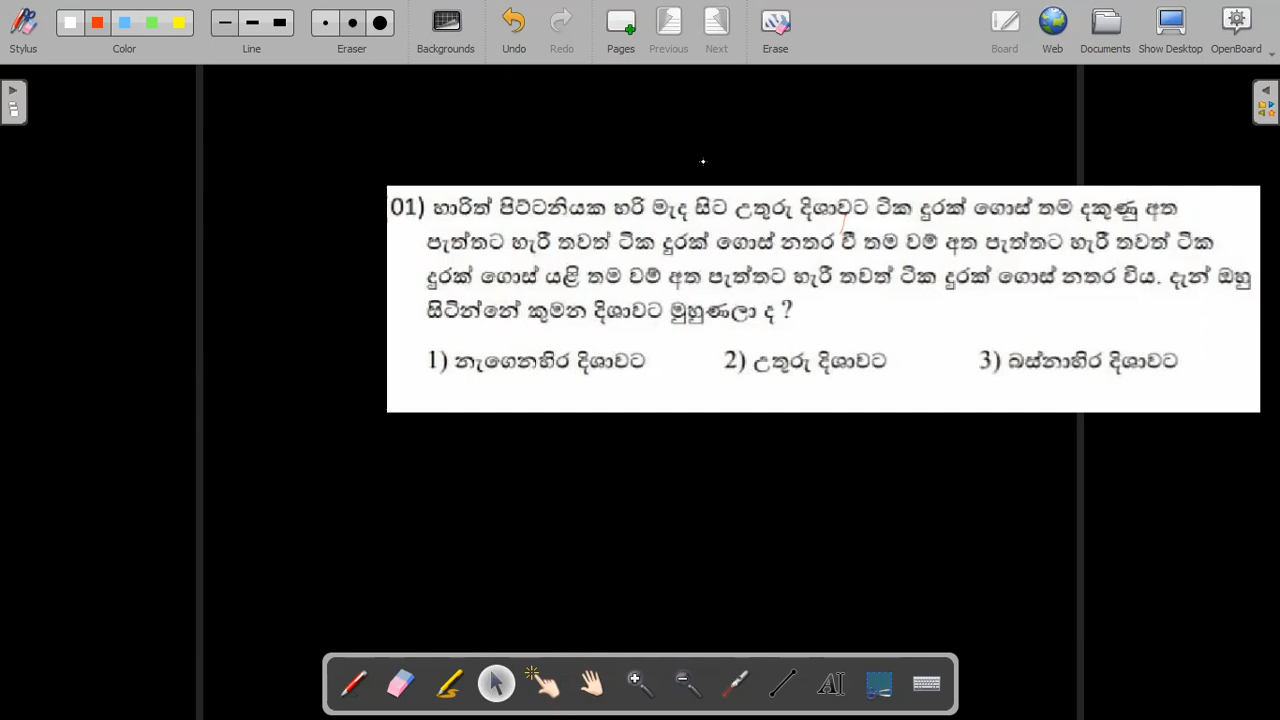 Stylus Color Line Eraser Backgrounds Undo Redo Pages Previous Next Erase Board Web Documents Show Desktop OpenBoard
01) හාරිත් පිට්ටනියක හරි මැද සිට උතුරු දිශාවට ටික දුරක් ගොස් තම දකුණු අත
පැත්තට හැරී තවත් ටික දුරක් ගොස් නතර වී තම වම් අත පැත්තට හැරී තවත් ටික
දුරක් ගොස් යළි තම වම් අත පැත්තට හැරී තවත් ටික දුරක් ගොස් නතර විය. දැන් ඔහු
සිටින්නේ කුමන දිශාවට මුහුණලා ද ?
1) නැගෙනහිර දිශාවට 2) උතුරු දිශාවට 3) බස්නාහිර දිශාවට
AI